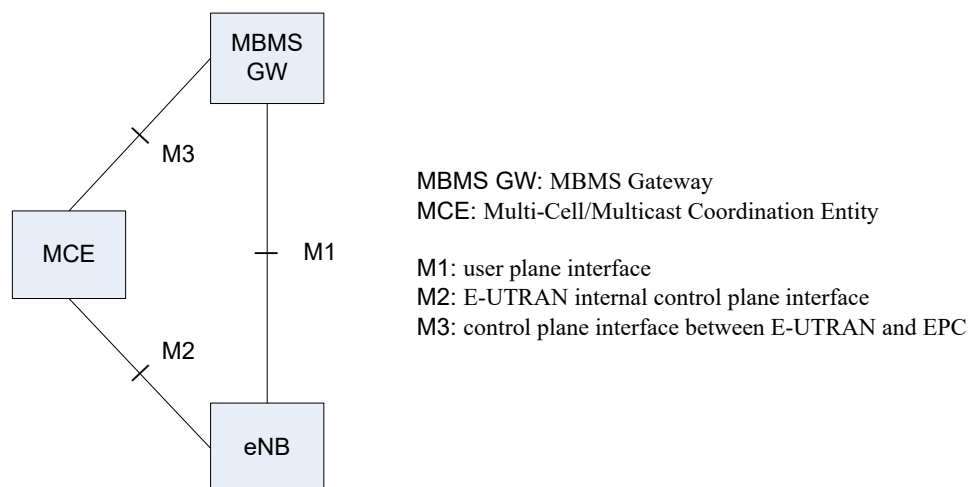 MBMS
GW
M3
MCE
M1
M2
eNB
MBMS GW: MBMS Gateway
MCE: Multi-Cell/Multicast Coordination Entity
M1: user plane interface
M2: E-UTRAN internal control plane interface
M3: control plane interface between E-UTRAN and EPC